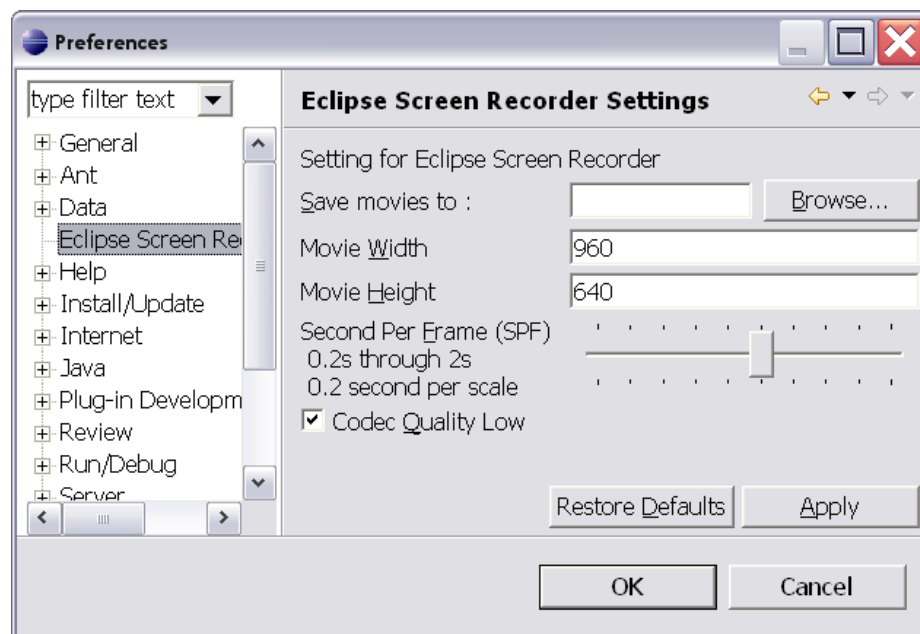 Preferences
type filter text
General
Ant
Data
Eclipse Screen Re
Help
Install/Update
Internet
Java
Plug-in Developm
Review
Run/Debug
Server
Eclipse Screen Recorder Settings
Setting for Eclipse Screen Recorder
Save movies to :
Browse...
Movie Width
960
Movie Height
640
Second Per Frame (SPF)
0.2s through 2s
0.2 second per scale
Codec Quality Low
Restore Defaults
Apply
OK
Cancel